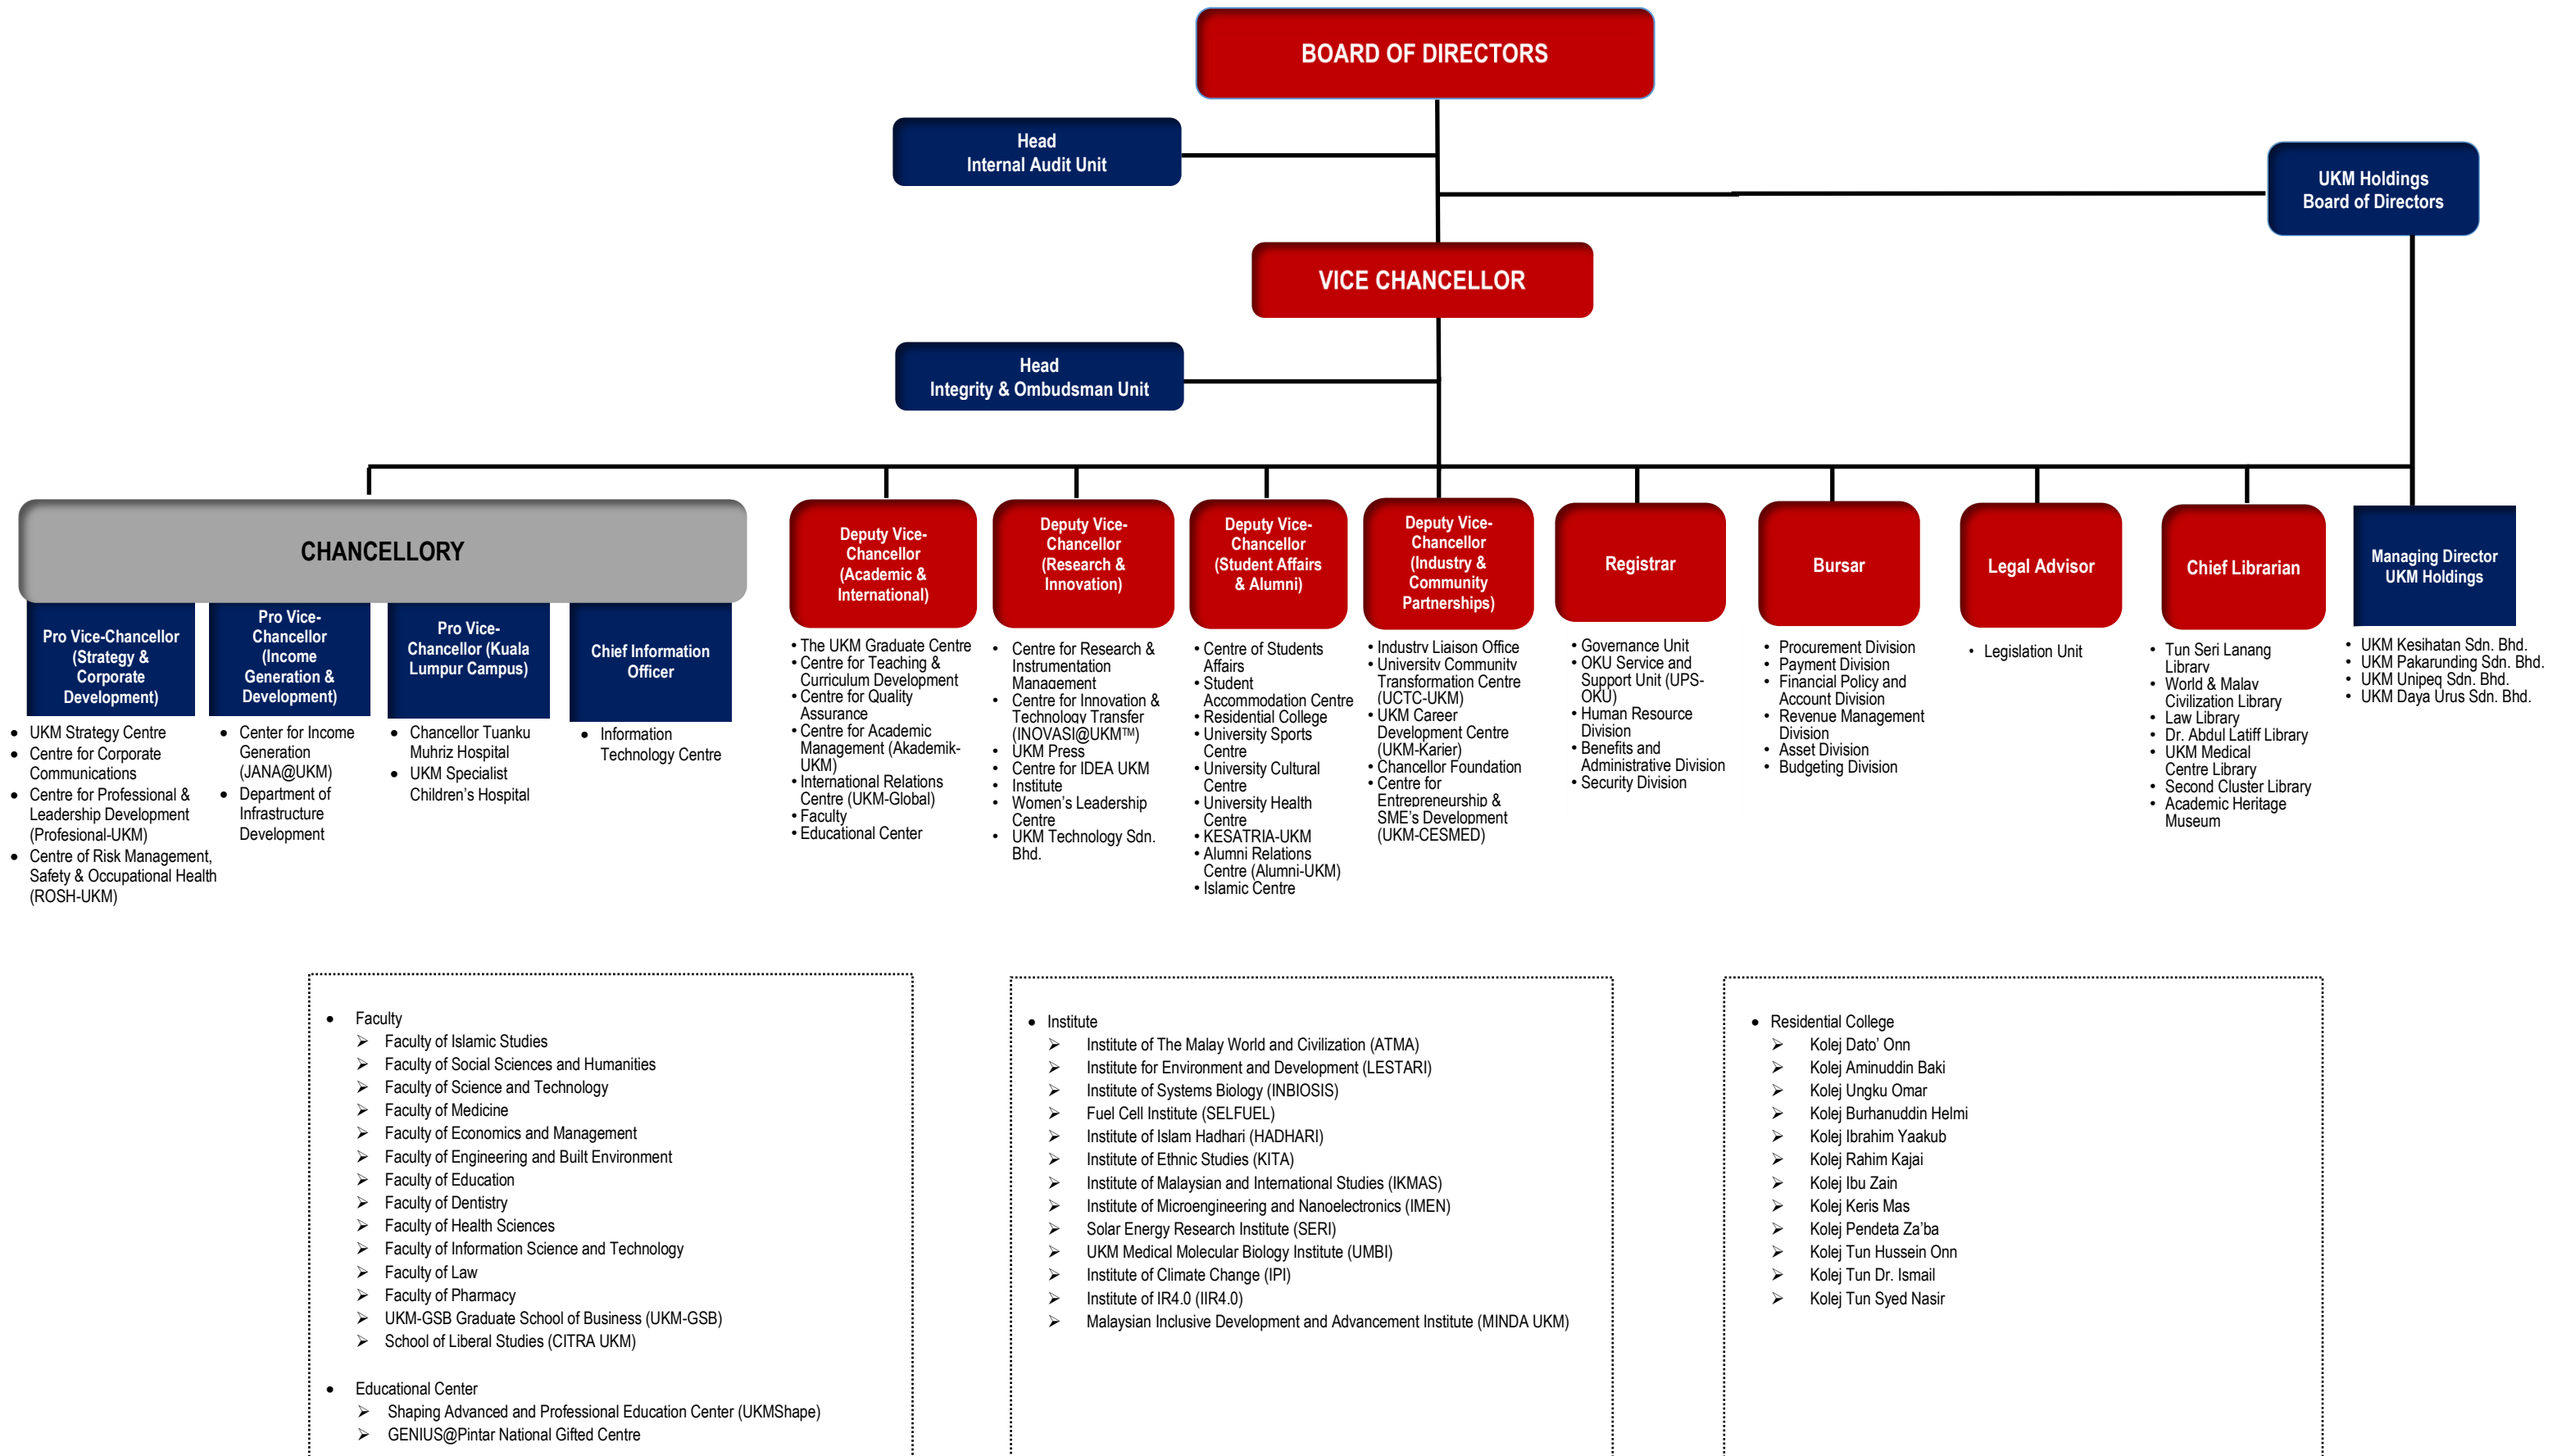 BOARD OF DIRECTORS
Head
Internal Audit Unit
UKM Holdings
Board of Directors
VICE CHANCELLOR
Head
Integrity & Ombudsman Unit
CHANCELLORY
Pro Vice-Chancellor
(Strategy &
Corporate
Development)
• UKM Strategy Centre
• Centre for Corporate
Communications
• Centre for Professional &
Leadership Development
(Profesional-UKM)
• Centre of Risk Management,
Safety & Occupational Health
(ROSH-UKM)
Pro Vice-
Chancellor
(Income
Generation &
Development)
• Center for Income
Generation
(JANA@UKM)
• Department of
Infrastructure
Development
Pro Vice-
Chancellor (Kuala
Lumpur Campus)
• Chancellor Tuanku
Muhriz Hospital
• UKM Specialist
Children's Hospital
Chief Information
Officer
• Information
Technology Centre
Deputy Vice-
Chancellor
(Academic &
International)
• The UKM Graduate Centre
• Centre for Teaching &
Curriculum Development
• Centre for Quality
Assurance
• Centre for Academic
Management (Akademik-
UKM)
• International Relations
Centre (UKM-Global)
• Faculty
• Educational Center
Deputy Vice-
Chancellor
(Research &
Innovation)
• Centre for Research &
Instrumentation
Management
• Centre for Innovation &
Technology Transfer
(INOVASI@UKM™)
• UKM Press
• Centre for IDEA UKM
• Institute
• Women's Leadership
Centre
• UKM Technology Sdn.
Bhd.
Deputy Vice-
Chancellor
(Student Affairs
& Alumni)
• Centre of Students
Affairs
• Student
Accommodation Centre
• Residential College
• University Sports
Centre
• University Cultural
Centre
• University Health
Centre
• KESATRIA-UKM
• Alumni Relations
Centre (Alumni-UKM)
• Islamic Centre
Deputy Vice-
Chancellor
(Industry &
Community
Partnerships)
• Industry Liaison Office
• University Community
Transformation Centre
(UCTC-UKM)
• UKM Career
Development Centre
(UKM-Karier)
• Chancellor Foundation
• Centre for
Entrepreneurship &
SME's Development
(UKM-CESMED)
Registrar
• Governance Unit
• OKU Service and
Support Unit (UPS-
OKU)
• Human Resource
Division
• Benefits and
Administrative Division
• Security Division
Bursar
• Procurement Division
• Payment Division
• Financial Policy and
Account Division
• Revenue Management
Division
• Asset Division
• Budgeting Division
Legal Advisor
• Legislation Unit
Chief Librarian
• Tun Seri Lanang
Library
• World & Malay
Civilization Library
• Law Library
• Dr. Abdul Latiff Library
• UKM Medical
Centre Library
• Second Cluster Library
• Academic Heritage
Museum
Managing Director
UKM Holdings
• UKM Kesihatan Sdn. Bhd.
• UKM Pakarunding Sdn. Bhd.
• UKM Unipeq Sdn. Bhd.
• UKM Daya Urus Sdn. Bhd.
• Faculty
➢ Faculty of Islamic Studies
➢ Faculty of Social Sciences and Humanities
➢ Faculty of Science and Technology
➢ Faculty of Medicine
➢ Faculty of Economics and Management
➢ Faculty of Engineering and Built Environment
➢ Faculty of Education
➢ Faculty of Dentistry
➢ Faculty of Health Sciences
➢ Faculty of Information Science and Technology
➢ Faculty of Law
➢ Faculty of Pharmacy
➢ UKM-GSB Graduate School of Business (UKM-GSB)
➢ School of Liberal Studies (CITRA UKM)
• Educational Center
➢ Shaping Advanced and Professional Education Center (UKMShape)
➢ GENIUS@Pintar National Gifted Centre
• Institute
➢ Institute of The Malay World and Civilization (ATMA)
➢ Institute for Environment and Development (LESTARI)
➢ Institute of Systems Biology (INBIOSIS)
➢ Fuel Cell Institute (SELFUEL)
➢ Institute of Islam Hadhari (HADHARI)
➢ Institute of Ethnic Studies (KITA)
➢ Institute of Malaysian and International Studies (IKMAS)
➢ Institute of Microengineering and Nanoelectronics (IMEN)
➢ Solar Energy Research Institute (SERI)
➢ UKM Medical Molecular Biology Institute (UMBI)
➢ Institute of Climate Change (IPI)
➢ Institute of IR4.0 (IIR4.0)
➢ Malaysian Inclusive Development and Advancement Institute (MINDA UKM)
• Residential College
➢ Kolej Dato' Onn
➢ Kolej Aminuddin Baki
➢ Kolej Ungku Omar
➢ Kolej Burhanuddin Helmi
➢ Kolej Ibrahim Yaakub
➢ Kolej Rahim Kajai
➢ Kolej Ibu Zain
➢ Kolej Keris Mas
➢ Kolej Pendeta Za'ba
➢ Kolej Tun Hussein Onn
➢ Kolej Tun Dr. Ismail
➢ Kolej Tun Syed Nasir